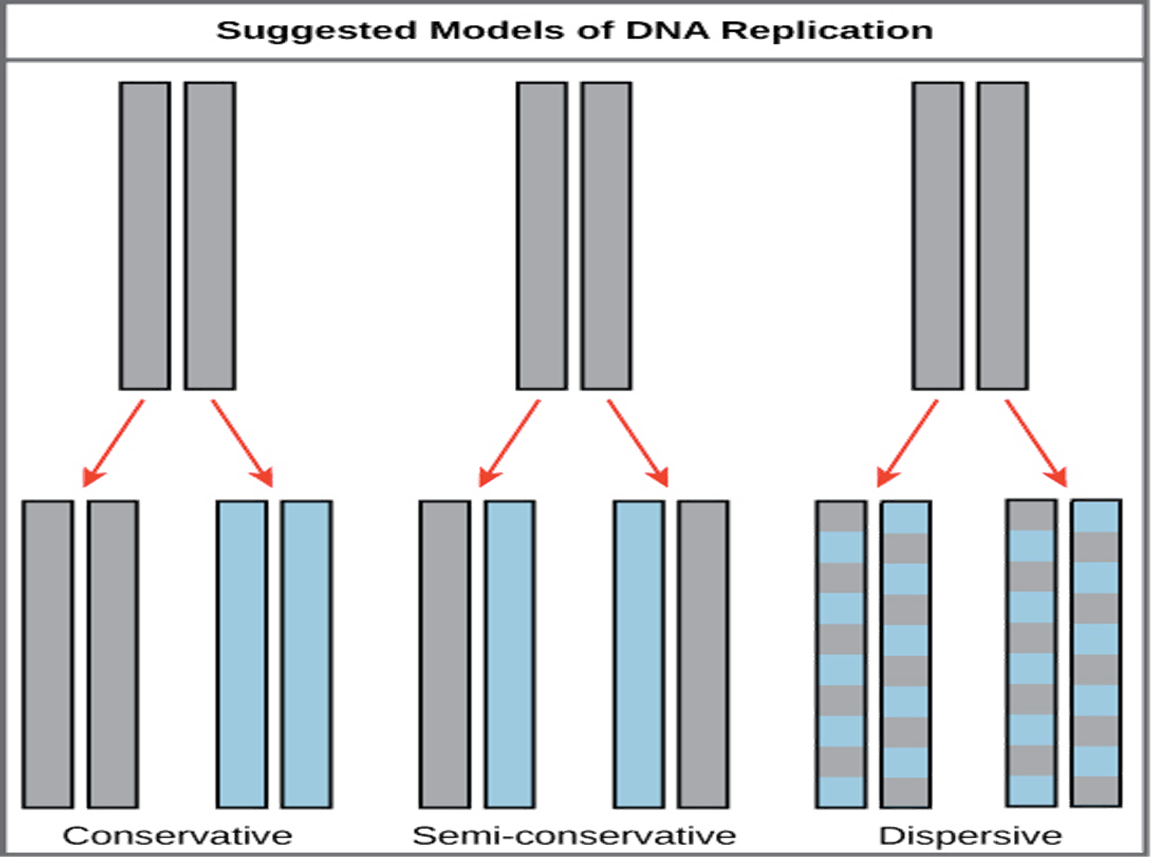 Suggested Models of DNA Replication
Conservative
Semi-conservative
Dispersive